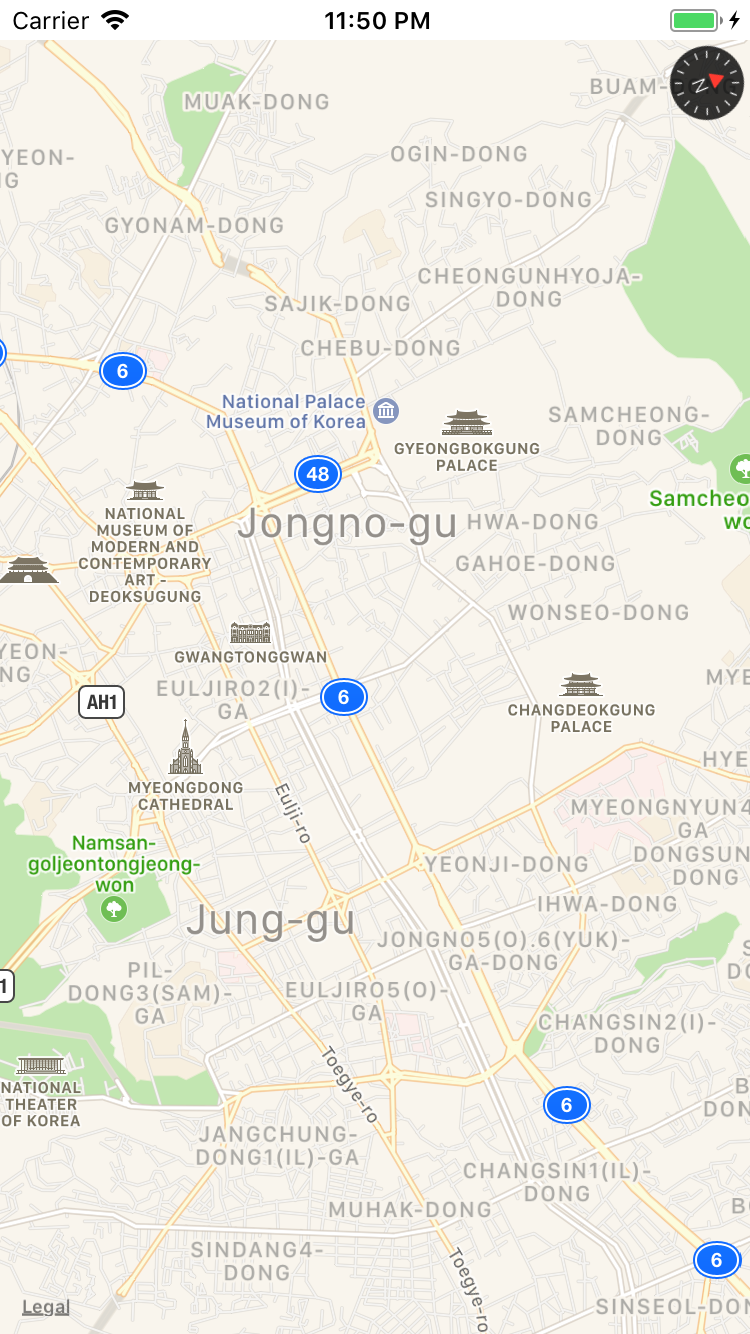 Carrier
11:50 PM
MUAK-DONG
BUAM-DONG
N
YEON-
OGIN-DONG
SINGYO-DONG
GYONAM-DONG
CHEONGUNHYOJA-
DONG
SAJIK-DONG
CHEBU-DONG
6
National Palace
Museum of Korea
GYEONGBOKGUNG
PALACE
SAMCHEONG-
DONG
48
Samcheo
NATIONAL
MUSEUM OF
MODERN AND
CONTEMPORARY
ART -
DEOKSUGUNG
Jongno-gu
HWA-DONG
GAHOE-DONG
WONSEO-DONG
GWANGTONGGWAN
YEON-
NG
AH1
EULJIRO2(I)-
GA
6
CHANGDEOKGUNG
PALACE
MYE
HYE
MYEONGDONG
CATHEDRAL
Eulji-ro
MYEONGNYUN4
GA
Namsan-
goljeontongjeong-
won
YEONJI-DONG
DONGSUN
DONG
IHWA-DONG
Jung-gu
JONGNO5(O).6(YUK)-
GA-DONG
1
PIL-
DONG3(SAM)-
GA
EULJIRO5(O)-
GA
CHANGSIN2(I)-
DONG
Toegye-ro
NATIONAL
THEATER
OF KOREA
6
JANGCHUNG-
DONG1(IL)-GA
CHANGSIN1(IL)-
DONG
MUHAK-DONG
SINDANG4-
DONG
Toegye-ro
6
Legal
SINSEOL-DON